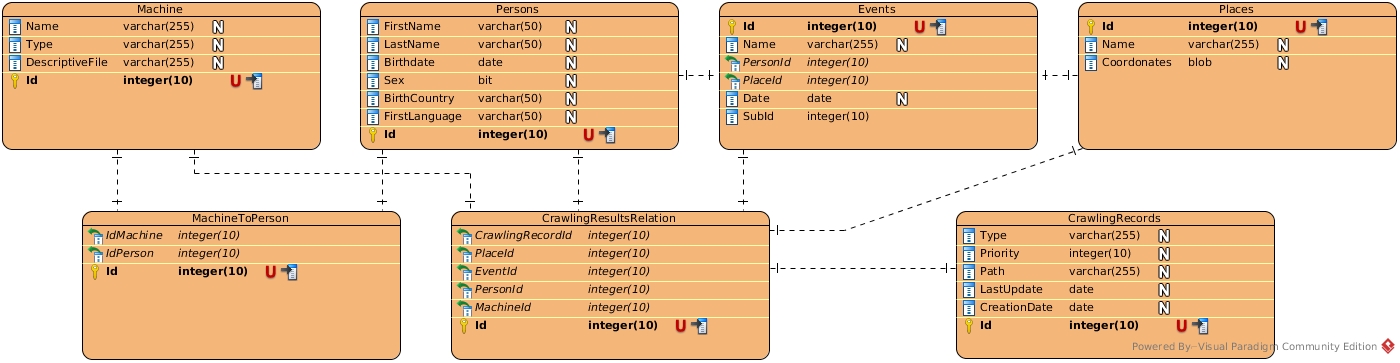 Machine
Name varchar(255) N
Type varchar(255) N
DescriptiveFile varchar(255) N
Id integer(10) U
Persons
FirstName varchar(50) N
LastName varchar(50) N
Birthdate date N
Sex bit N
BirthCountry varchar(50) N
FirstLanguage varchar(50) N
Id integer(10) U
Events
Id integer(10) U
Name varchar(255) N
PersonId integer(10)
PlaceId integer(10)
Date date N
SubId integer(10)
Places
Id integer(10) U
Name varchar(255) N
Coordonates blob N
MachineToPerson
IdMachine integer(10)
IdPerson integer(10)
Id integer(10) U
CrawlingResultsRelation
CrawlingRecordId integer(10)
PlaceId integer(10)
EventId integer(10)
PersonId integer(10)
MachineId integer(10)
Id integer(10) U
CrawlingRecords
Type varchar(255) N
Priority integer(10) N
Path varchar(255) N
LastUpdate date N
CreationDate date N
Id integer(10) U
Powered By Visual Paradigm Community Edition